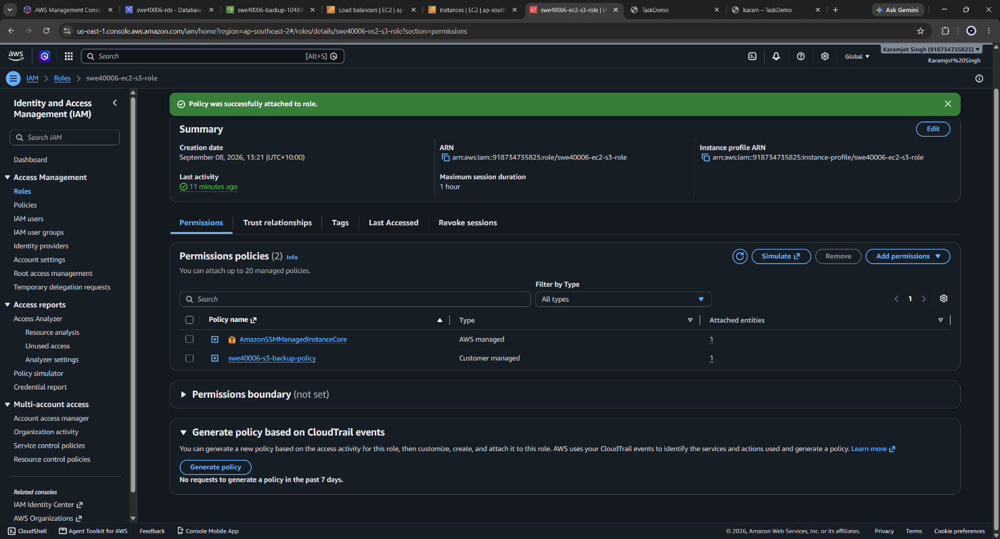 AWS Management Conso
swe40006-rds - Database
swe40006-backup-10480
Load balancers | EC2 | ap-
Instances | EC2 | ap-south
swe40006-ec2-s3-role | I
TaskDemo
karam – TaskDemo
Ask Gemini
us-east-1.console.aws.amazon.com/iam/home?region=ap-southeast-2#/roles/details/swe40006-ec2-s3-role?section=permissions
aws
Search
[Alt+S]
Global
Karamjot Singh (918734735825)
Karamjot%20Singh
IAM
Roles
swe40006-ec2-s3-role
Identity and Access
Management (IAM)
Search IAM
Dashboard
Access Management
Roles
Policies
IAM users
IAM user groups
Identity providers
Account settings
Root access management
Temporary delegation requests
Access reports
Access Analyzer
Resource analysis
Unused access
Analyzer settings
Policy simulator
Credential report
Multi-account access
Account access manager
Organization activity
Service control policies
Resource control policies
Related consoles
IAM Identity Center
AWS Organizations
Policy was successfully attached to role.
Summary
Edit
Creation date
September 08, 2026, 13:21 (UTC+10:00)
ARN
arn:aws:iam::918734735825:role/swe40006-ec2-s3-role
Instance profile ARN
arn:aws:iam::918734735825:instance-profile/swe40006-ec2-s3-role
Last activity
11 minutes ago
Maximum session duration
1 hour
Permissions
Trust relationships
Tags
Last Accessed
Revoke sessions
Permissions policies (2) Info
You can attach up to 20 managed policies.
Simulate
Remove
Add permissions
Filter by Type
Search
All types
1
Policy name
Type
Attached entities
AmazonSSMManagedInstanceCore
AWS managed
1
swe40006-s3-backup-policy
Customer managed
1
Permissions boundary (not set)
Generate policy based on CloudTrail events
You can generate a new policy based on the access activity for this role, then customize, create, and attach it to this role. AWS uses your CloudTrail events to identify the services and actions used and generate a policy. Learn more
Generate policy
No requests to generate a policy in the past 7 days.
CloudShell
Agent Toolkit for AWS
Feedback
Console Mobile App
© 2026, Amazon Web Services, Inc. or its affiliates.
Privacy
Terms
Cookie preferences